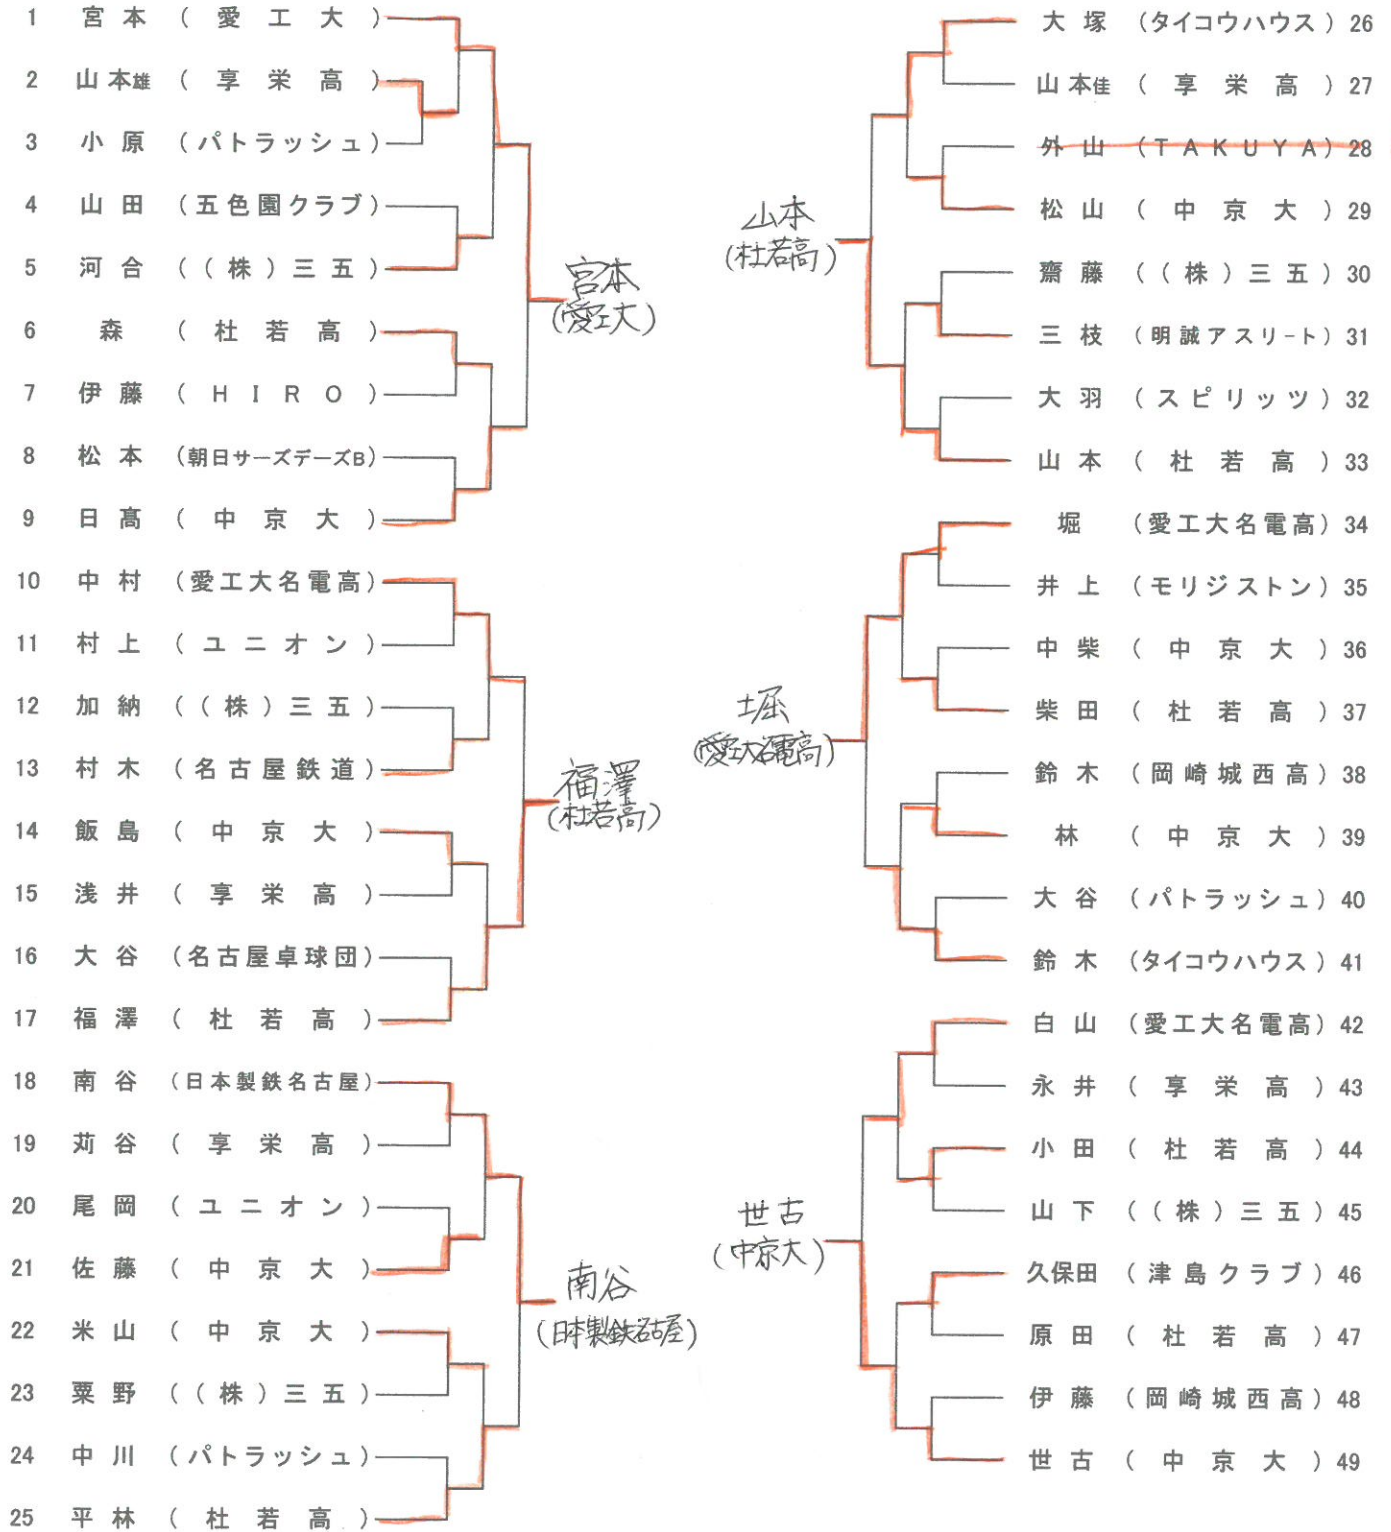 1 宮本 (愛工大)
2 山本雄 (享栄高)
3 小原 (パトラッシュ)
4 山田 (五色園クラブ)
5 河合 ((株)三五)
6 森 (杜若高)
7 伊藤 (HIRO)
8 松本 (朝日サーズデーズB)
9 日髙 (中京大)
10 中村 (愛工大名電高)
11 村上 (ユニオン)
12 加納 ((株)三五)
13 村木 (名古屋鉄道)
14 飯島 (中京大)
15 浅井 (享栄高)
16 大谷 (名古屋卓球団)
17 福澤 (杜若高)
18 南谷 (日本製鉄名古屋)
19 苅谷 (享栄高)
20 尾岡 (ユニオン)
21 佐藤 (中京大)
22 米山 (中京大)
23 粟野 ((株)三五)
24 中川 (パトラッシュ)
25 平林 (杜若高)
宮本
(愛工大)
福澤
(杜若高)
南谷
(日本製鉄名古屋)
山本
(杜若高)
堀
(愛工大名電高)
世古
(中京大)
大塚 (タイコウハウス) 26
山本佳 (享栄高) 27
外山 (TAKUYA) 28
松山 (中京大) 29
齋藤 ((株)三五) 30
三枝 (明誠アスリート) 31
大羽 (スピリッツ) 32
山本 (杜若高) 33
堀 (愛工大名電高) 34
井上 (モリジストン) 35
中柴 (中京大) 36
柴田 (杜若高) 37
鈴木 (岡崎城西高) 38
林 (中京大) 39
大谷 (パトラッシュ) 40
鈴木 (タイコウハウス) 41
白山 (愛工大名電高) 42
永井 (享栄高) 43
小田 (杜若高) 44
山下 ((株)三五) 45
久保田 (津島クラブ) 46
原田 (杜若高) 47
伊藤 (岡崎城西高) 48
世古 (中京大) 49